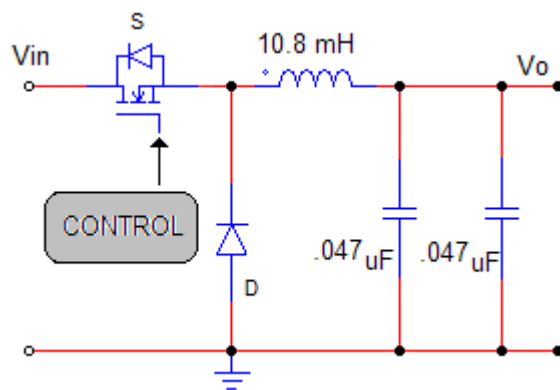 S
Vin
10.8 mH
Vo
CONTROL
.047uF
.047uF
D